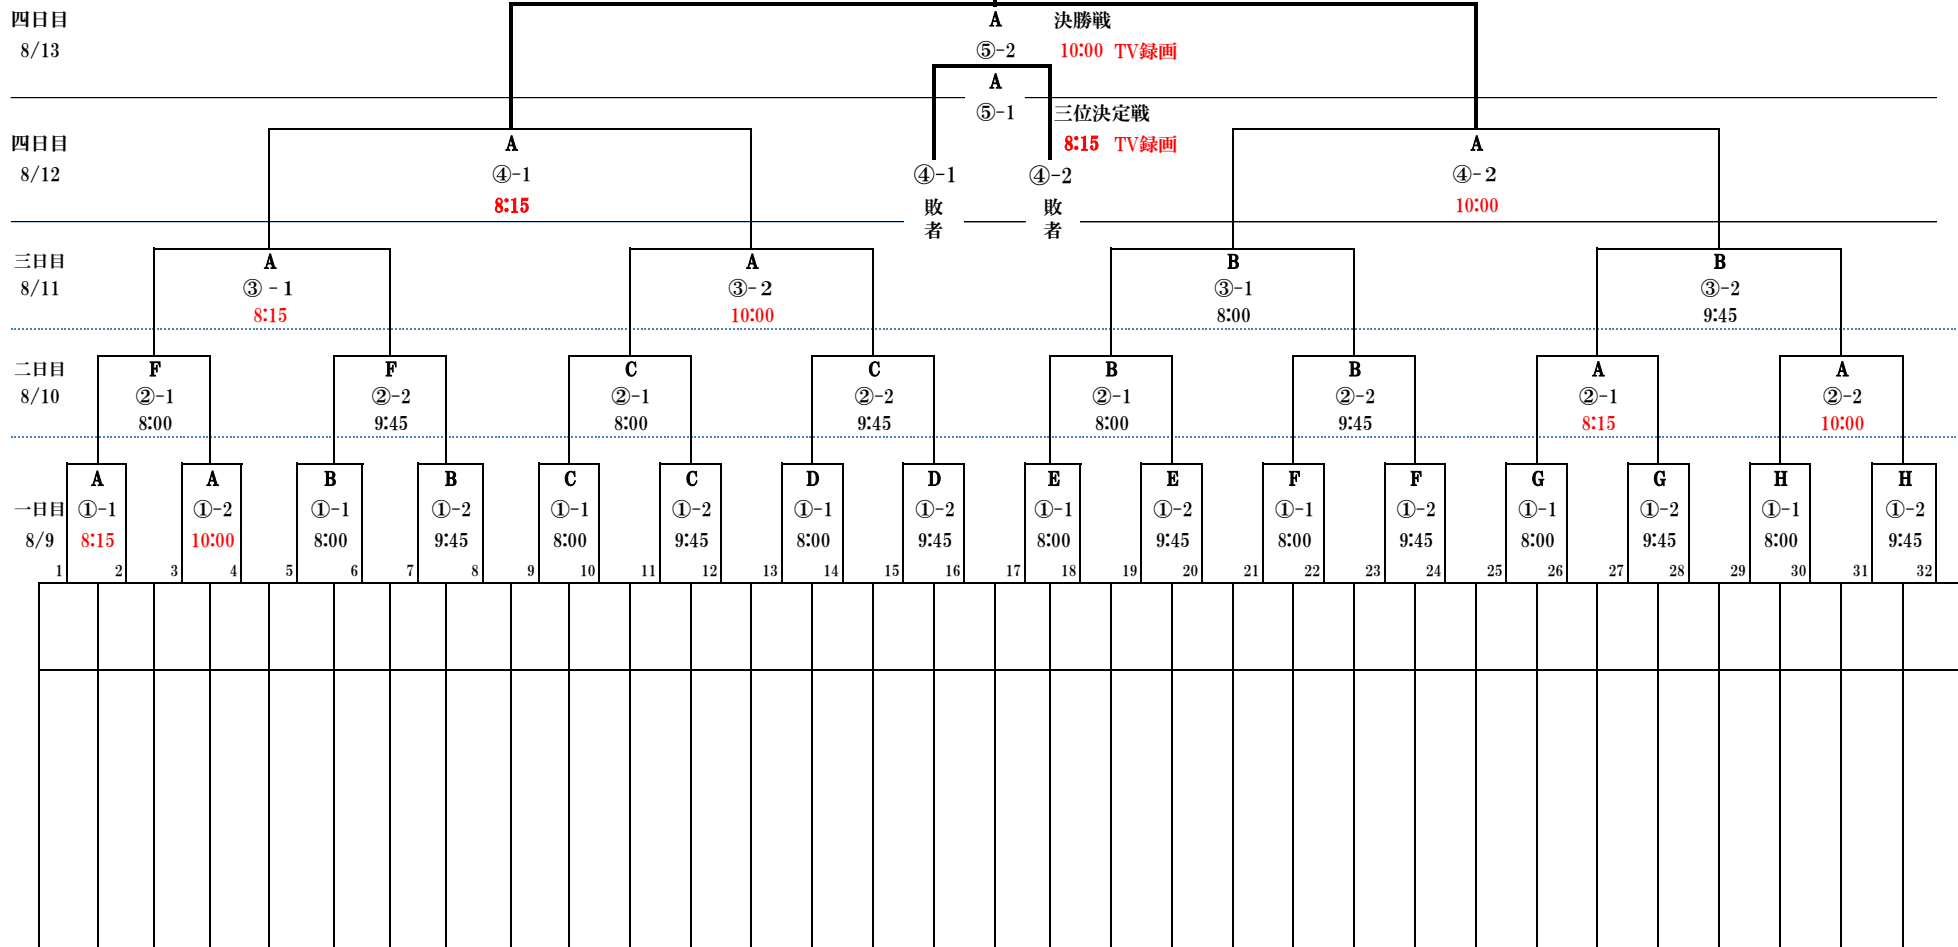 四日目 A 決勝戦
8/13 ⑤-2 10:00 TV録画
A
⑤-1 三位決定戦
四日目 A 8:15 TV録画 A
8/12 ④-1 ④-1 ④-2 ④-2
8:15 敗者 敗者 10:00
三日目 A A B B
8/11 ③-1 ③-2 ③-1 ③-2
8:15 10:00 8:00 9:45
二日目 F F C C B B A A
8/10 ②-1 ②-2 ②-1 ②-2 ②-1 ②-2 ②-1 ②-2
8:00 9:45 8:00 9:45 8:00 9:45 8:15 10:00
A A B B C C D D E E F F G G H H
一日目 ①-1 ①-2 ①-1 ①-2 ①-1 ①-2 ①-1 ①-2 ①-1 ①-2 ①-1 ①-2 ①-1 ①-2 ①-1 ①-2
8/9 8:15 10:00 8:00 9:45 8:00 9:45 8:00 9:45 8:00 9:45 8:00 9:45 8:00 9:45 8:00 9:45
1 2 3 4 5 6 7 8 9 10 11 12 13 14 15 16 17 18 19 20 21 22 23 24 25 26 27 28 29 30 31 32